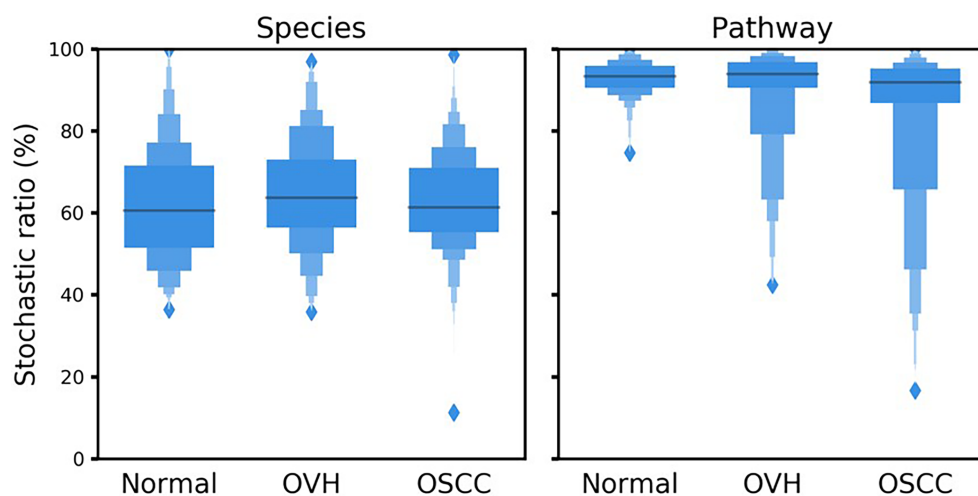 Species
Pathway
Stochastic ratio (%)
100
80
60
40
20
0
Normal OVH OSCC
Normal OVH OSCC